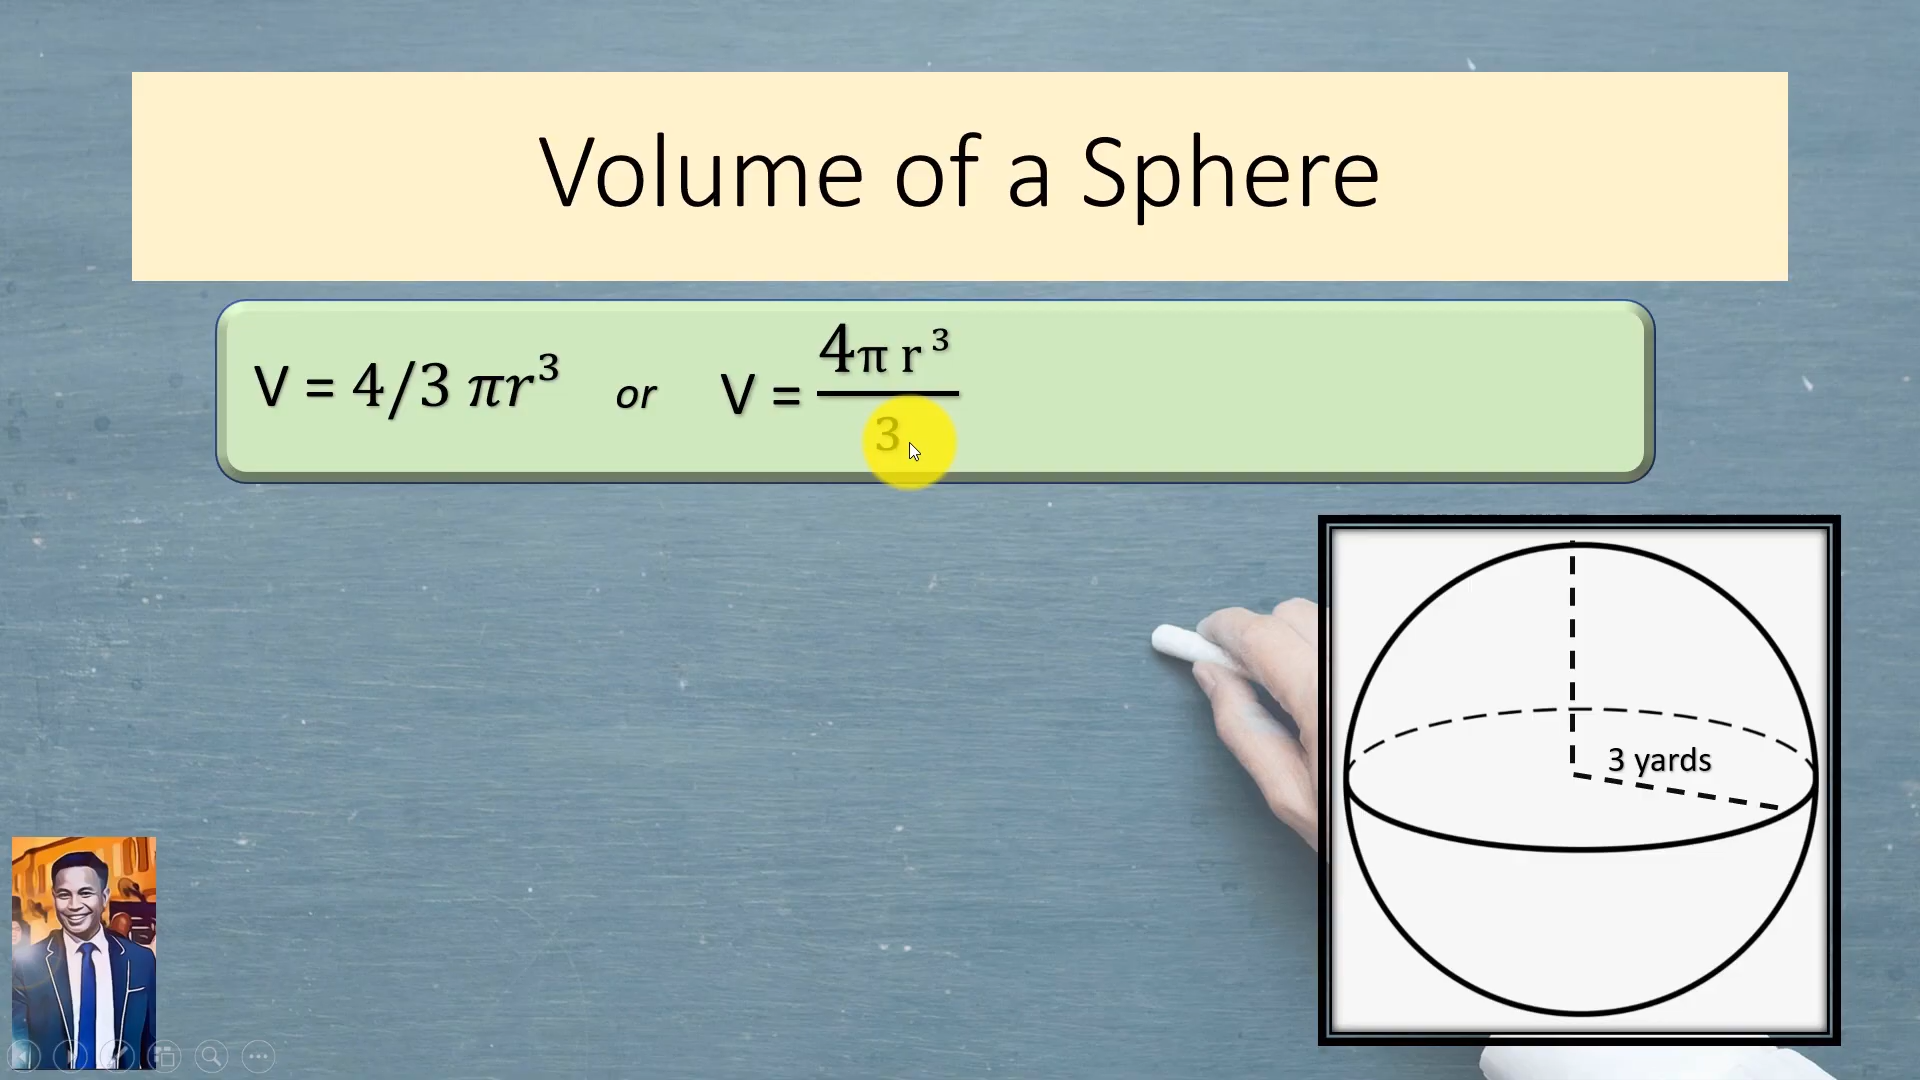 Volume of a Sphere
V = 4/3 πr³ or V = 4π r³
3
3 yards